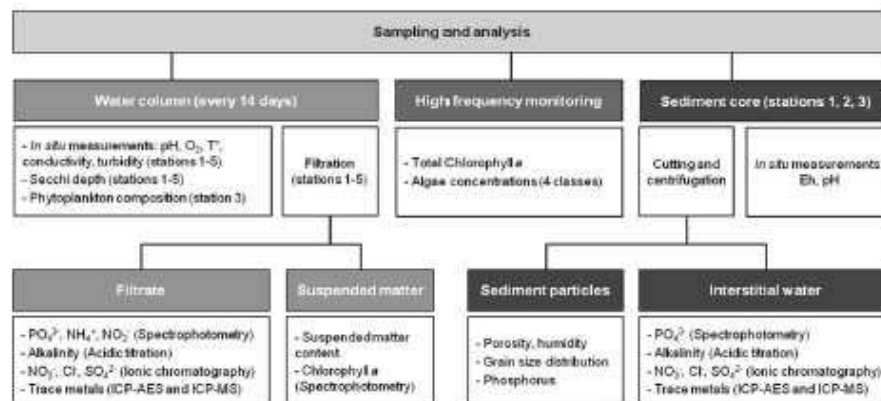 Sampling and analysis
Water column (every 14 days)
High frequency monitoring
Sediment core (stations 1, 2, 3)
- In situ measurements: pH, O₂, T°,
conductivity, turbidity (stations 1-5)
- Secchi depth (stations 1-5)
- Phytoplankton composition (station 3)
Filtration
(stations 1-5)
- Total Chlorophyll a
- Algae concentrations (4 classes)
Cutting and
centrifugation
In situ measurements:
Eh, pH
Filtrate
Suspended matter
Sediment particles
Interstitial water
- PO₄³⁻, NH₄⁺, NO₂⁻ (Spectrophotometry)
- Alkalinity (Acidic titration)
- NO₃⁻, Cl⁻, SO₄²⁻ (Ionic chromatography)
- Trace metals (ICP-AES and ICP-MS)
- Suspended matter
content
- Chlorophyll a
(Spectrophotometry)
- Porosity, humidity
- Grain size distribution
- Phosphorus
- PO₄³⁻ (Spectrophotometry)
- Alkalinity (Acidic titration)
- NO₃⁻, Cl⁻, SO₄²⁻ (Ionic chromatography)
- Trace metals (ICP-AES and ICP-MS)